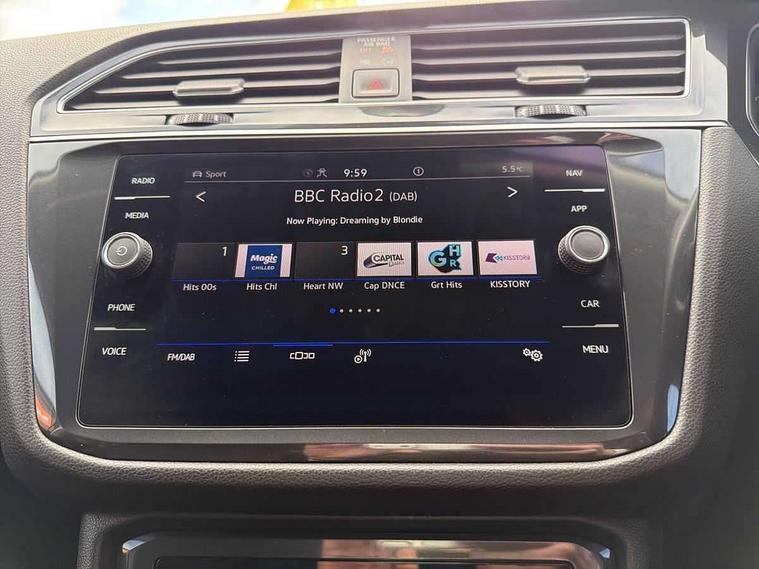 PASSENGER
AIR BAG
RADIO
Sport
9:59
5.5°C
NAV
MEDIA
<
BBC Radio2 (DAB)
>
APP
Now Playing: Dreaming by Blondie
1
Magic
CHILLED
3
CAPITAL
DANCE
GHR
KISSTORY
Hits 00s
Hits Chl
Heart NW
Cap DNCE
Grt Hits
KISSTORY
PHONE
CAR
VOICE
FM/DAB
MENU